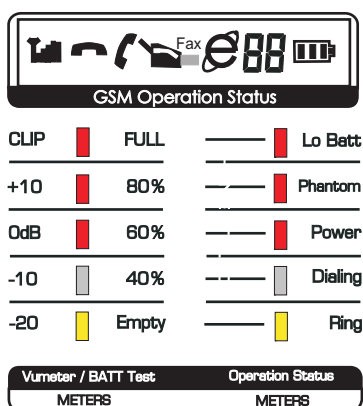 Fax
88
GSM Operation Status
CLIP FULL Lo Batt
+10 80% Phantom
0dB 60% Power
-10 40% Dialing
-20 Empty Ring
Vumeter / BATT Test Operation Status
METERS METERS